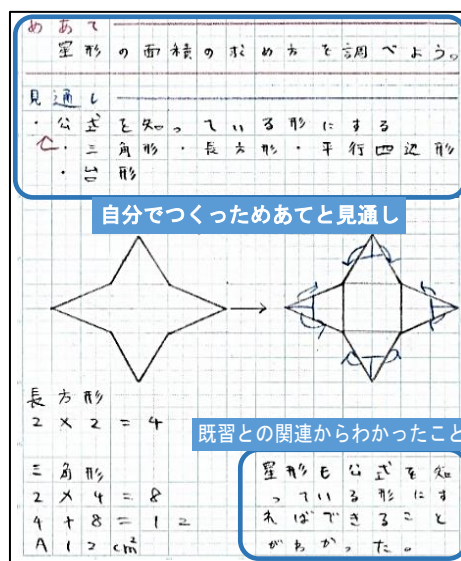 めあて
星形の面積の求め方を調べよう。
見通し
・公式を知っている形にする
・三角形・長方形・平行四辺形
・台形
自分でつくっためあてと見通し
長方形
2×2=4
三角形
2×4=8
4+8=12
A12cm²
既習との関連からわかったこと
星形も公式を知
っている形にす
ればできること
がわかった。